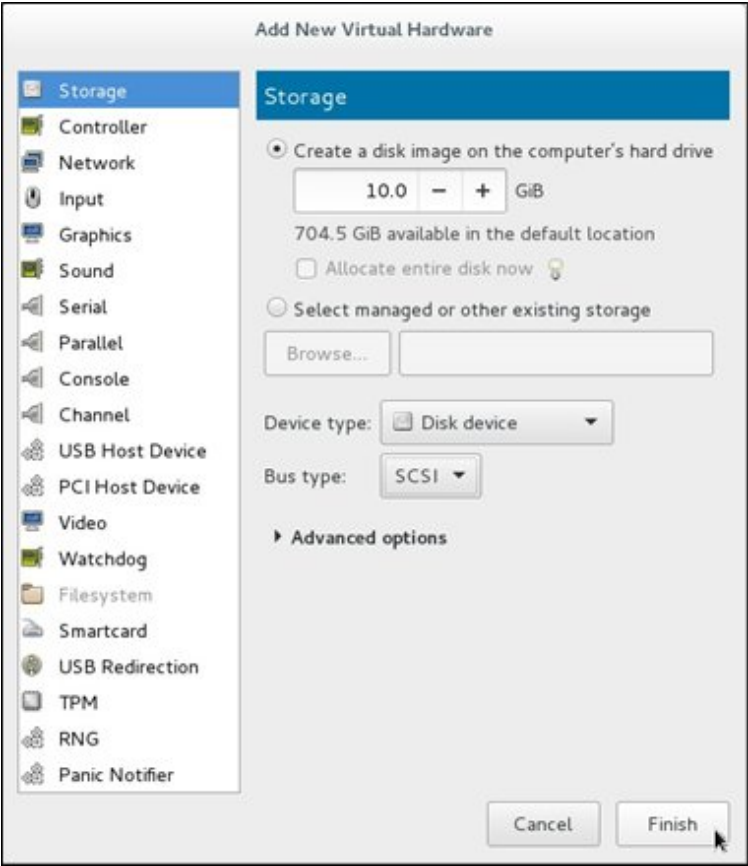 Add New Virtual Hardware
Storage
Controller
Network
Input
Graphics
Sound
Serial
Parallel
Console
Channel
USB Host Device
PCI Host Device
Video
Watchdog
Filesystem
Smartcard
USB Redirection
TPM
RNG
Panic Notifier
Storage
Create a disk image on the computer's hard drive
10.0 − + GiB
704.5 GiB available in the default location
Allocate entire disk now
Select managed or other existing storage
Browse...
Device type: Disk device
Bus type: SCSI
Advanced options
Cancel Finish